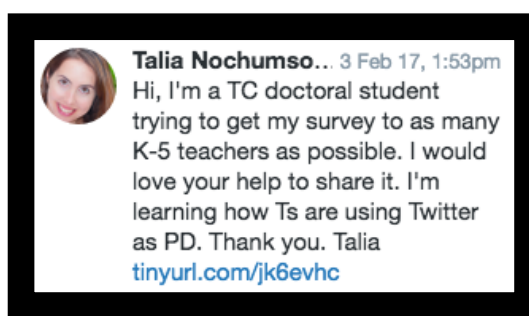 Talia Nochumso... 3 Feb 17, 1:53pm
Hi, I'm a TC doctoral student
trying to get my survey to as many
K-5 teachers as possible. I would
love your help to share it. I'm
learning how Ts are using Twitter
as PD. Thank you. Talia
tinyurl.com/jk6evhc